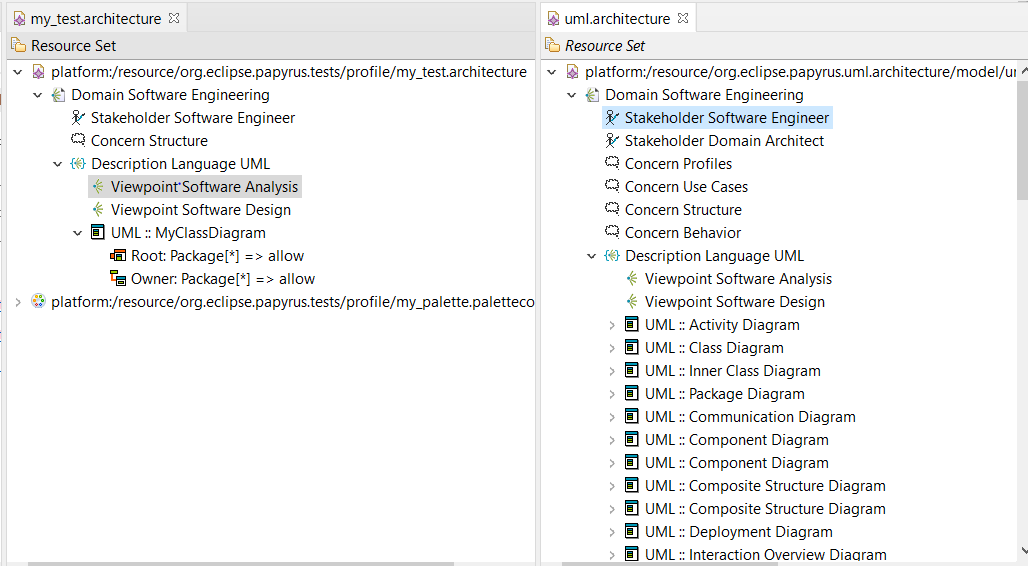 my_test.architecture
Resource Set
platform:/resource/org.eclipse.papyrus.tests/profile/my_test.architecture
Domain Software Engineering
Stakeholder Software Engineer
Concern Structure
Description Language UML
Viewpoint Software Analysis
Viewpoint Software Design
UML :: MyClassDiagram
Root: Package[*] => allow
Owner: Package[*] => allow
platform:/resource/org.eclipse.papyrus.tests/profile/my_palette.paletteco
uml.architecture
Resource Set
platform:/resource/org.eclipse.papyrus.uml.architecture/model/
Domain Software Engineering
Stakeholder Software Engineer
Stakeholder Domain Architect
Concern Profiles
Concern Use Cases
Concern Structure
Concern Behavior
Description Language UML
Viewpoint Software Analysis
Viewpoint Software Design
UML :: Activity Diagram
UML :: Class Diagram
UML :: Inner Class Diagram
UML :: Package Diagram
UML :: Communication Diagram
UML :: Component Diagram
UML :: Component Diagram
UML :: Composite Structure Diagram
UML :: Composite Structure Diagram
UML :: Deployment Diagram
UML :: Interaction Overview Diagram